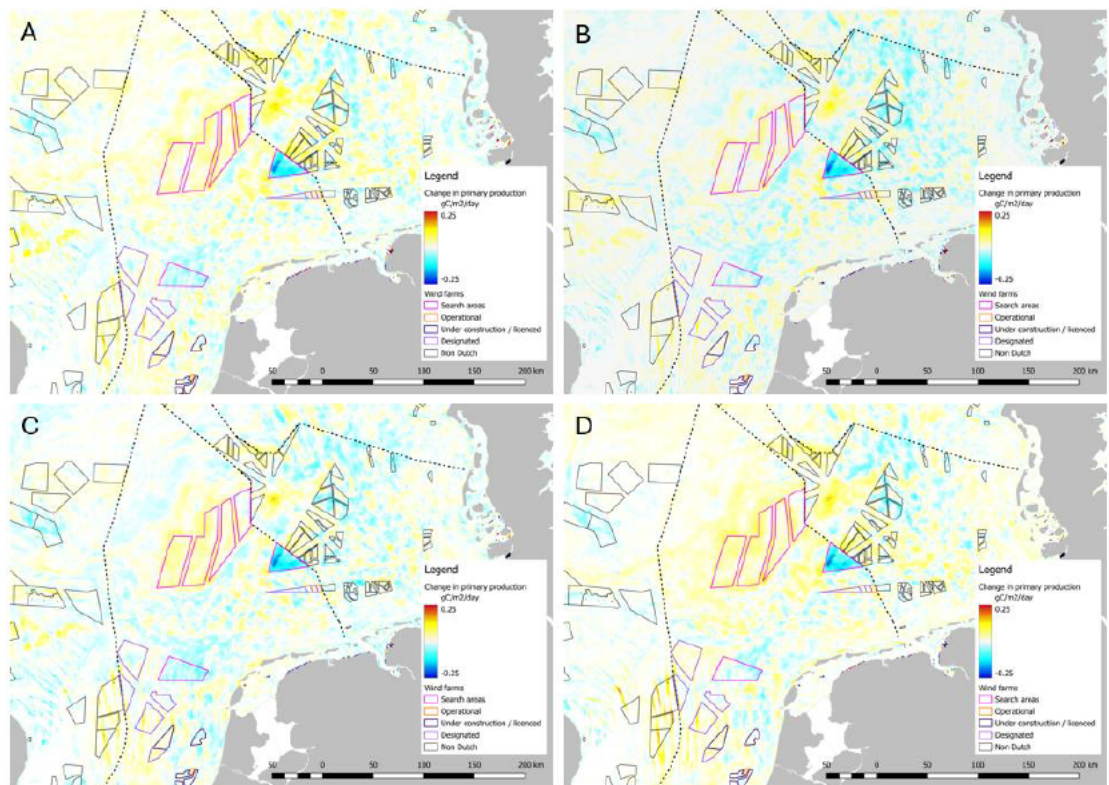 A
Legend
Change in primary production
gC/m2/day
0.25
-0.25
Wind farms
Search areas
Operational
Under construction / licenced
Designated
Non Dutch
50 0 50 100 150 200 km
B
Legend
Change in primary production
gC/m2/day
0.25
-0.25
Wind farms
Search areas
Operational
Under construction / licenced
Designated
Non Dutch
50 0 50 100 150 200 km
C
Legend
Change in primary production
gC/m2/day
0.25
-0.25
Wind farms
Search areas
Operational
Under construction / licenced
Designated
Non Dutch
50 0 50 100 150 200 km
D
Legend
Change in primary production
gC/m2/day
0.25
-0.25
Wind farms
Search areas
Operational
Under construction / licenced
Designated
Non Dutch
50 0 50 100 150 200 km